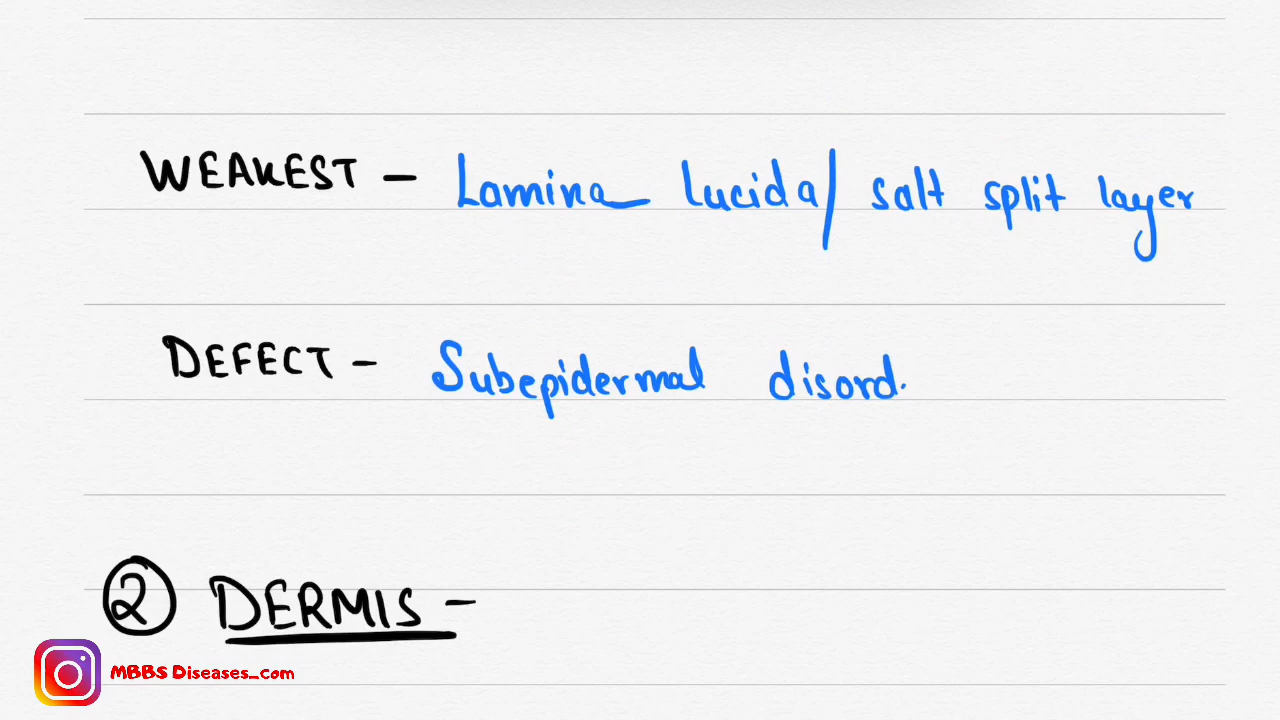 WEAKEST - Lamina Lucida/ salt split layer
DEFECT - Subepidermal disord.
② DERMIS -
MBBS Diseases_com